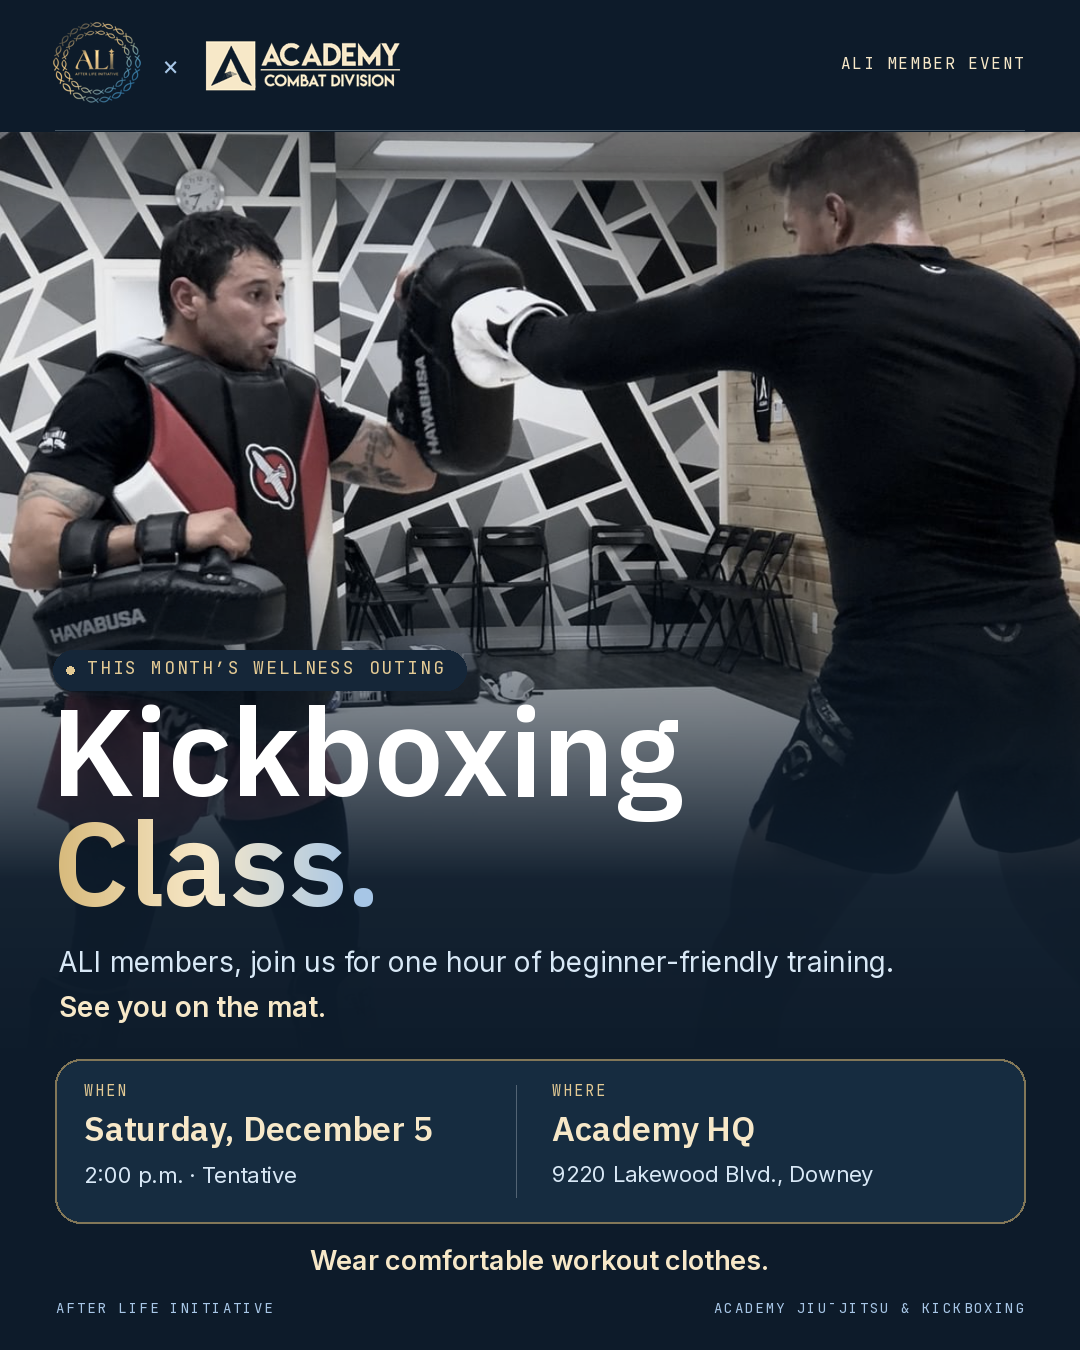 ALI
AFTER LIFE INITIATIVE
×
ACADEMY
COMBAT DIVISION
ALI MEMBER EVENT
HAYABUSA
HAYABUSA
THIS MONTH’S WELLNESS OUTING
Kickboxing
Class.
ALI members, join us for one hour of beginner-friendly training.
See you on the mat.
WHEN
Saturday, December 5
2:00 p.m. · Tentative
WHERE
Academy HQ
9220 Lakewood Blvd., Downey
Wear comfortable workout clothes.
AFTER LIFE INITIATIVE
ACADEMY JIU‑JITSU & KICKBOXING